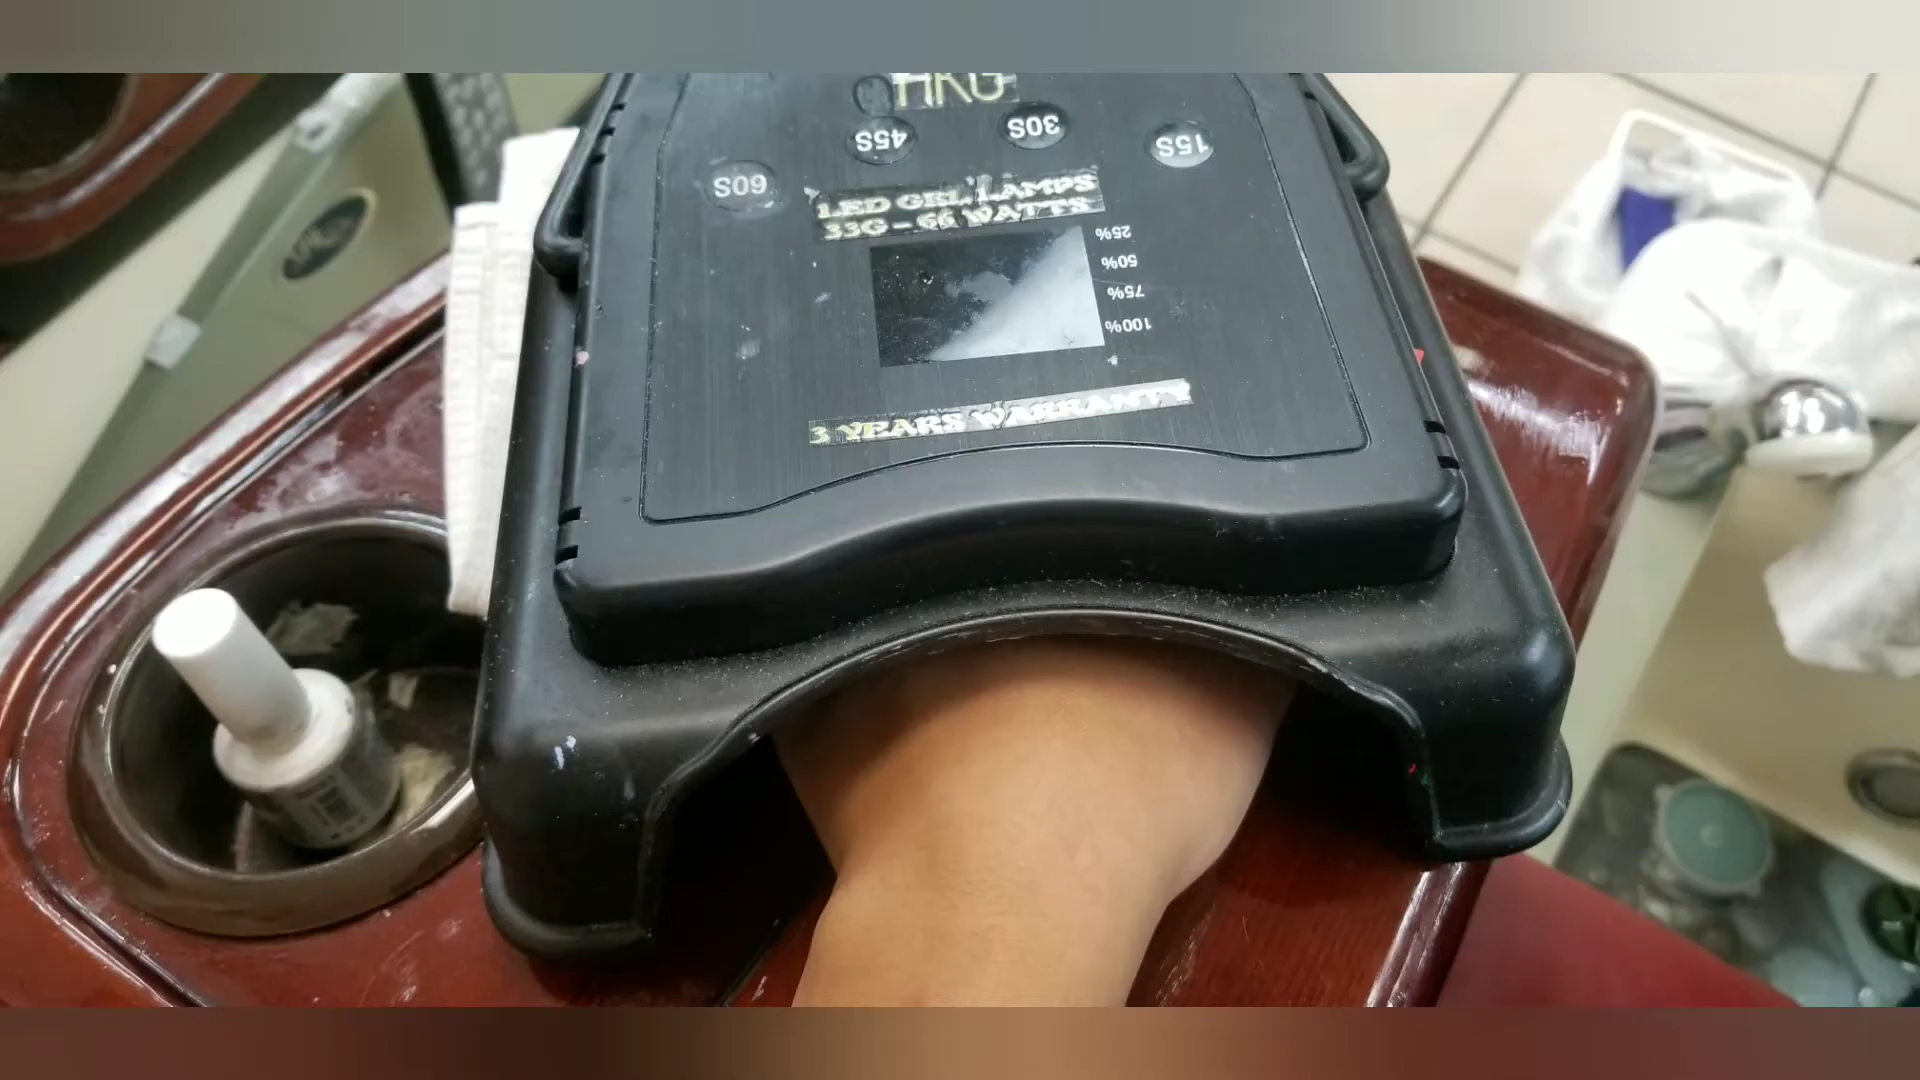 HKG
60S
45S
30S
15S
LED GEL LAMPS
33G - 66 WATTS
25%
50%
75%
100%
3 YEARS WARRANTY